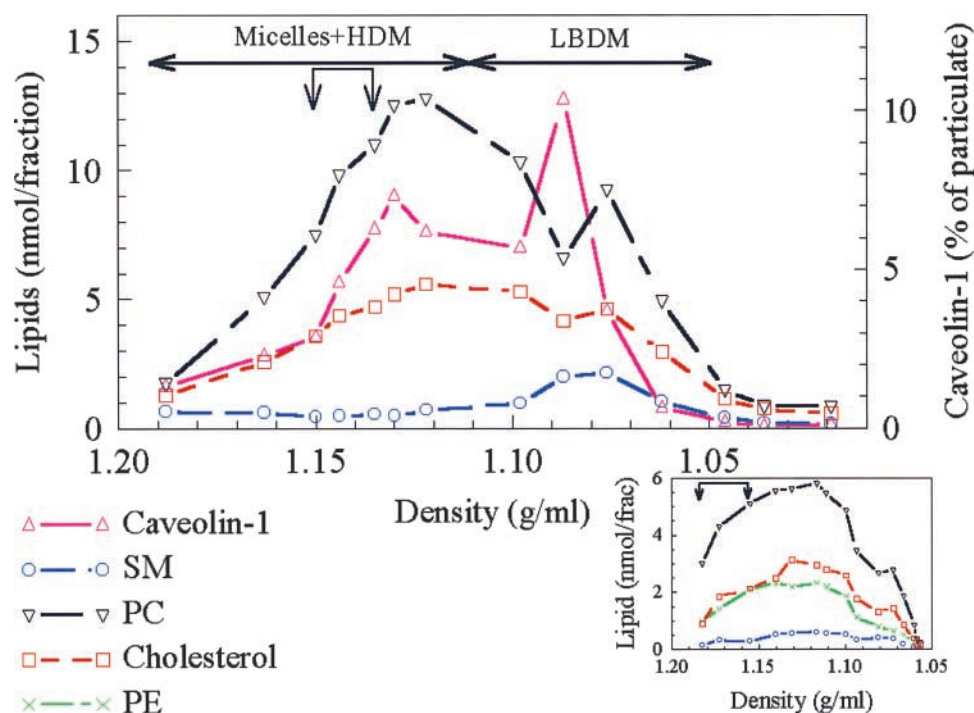 Micelles+HDM
LBDM
15
10
5
0
Lipids (nmol/fraction)
10
5
0
Caveolin-1 (% of particulate)
1.20
1.15
1.10
1.05
Density (g/ml)
Caveolin-1
SM
PC
Cholesterol
PE
6
4
2
0
Lipid (nmol/frac)
1.20
1.15
1.10
1.05
Density (g/ml)